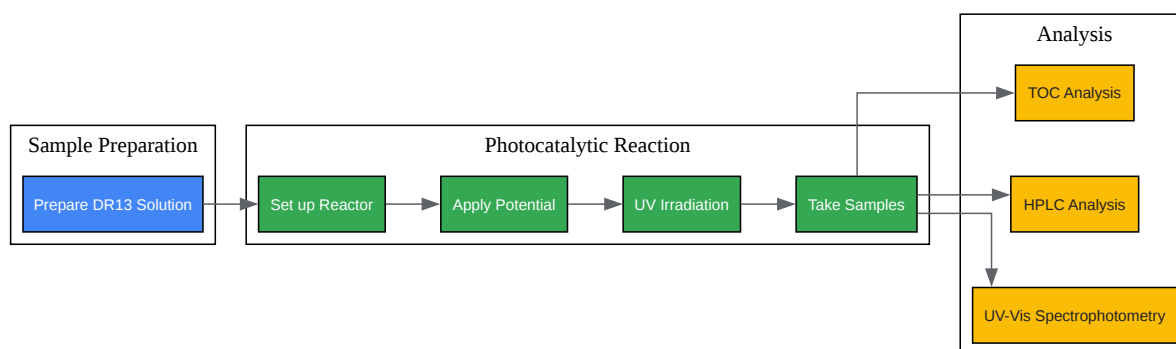 Sample Preparation
Prepare DR13 Solution
Photocatalytic Reaction
Set up Reactor
Apply Potential
UV Irradiation
Take Samples
Analysis
TOC Analysis
HPLC Analysis
UV-Vis Spectrophotometry